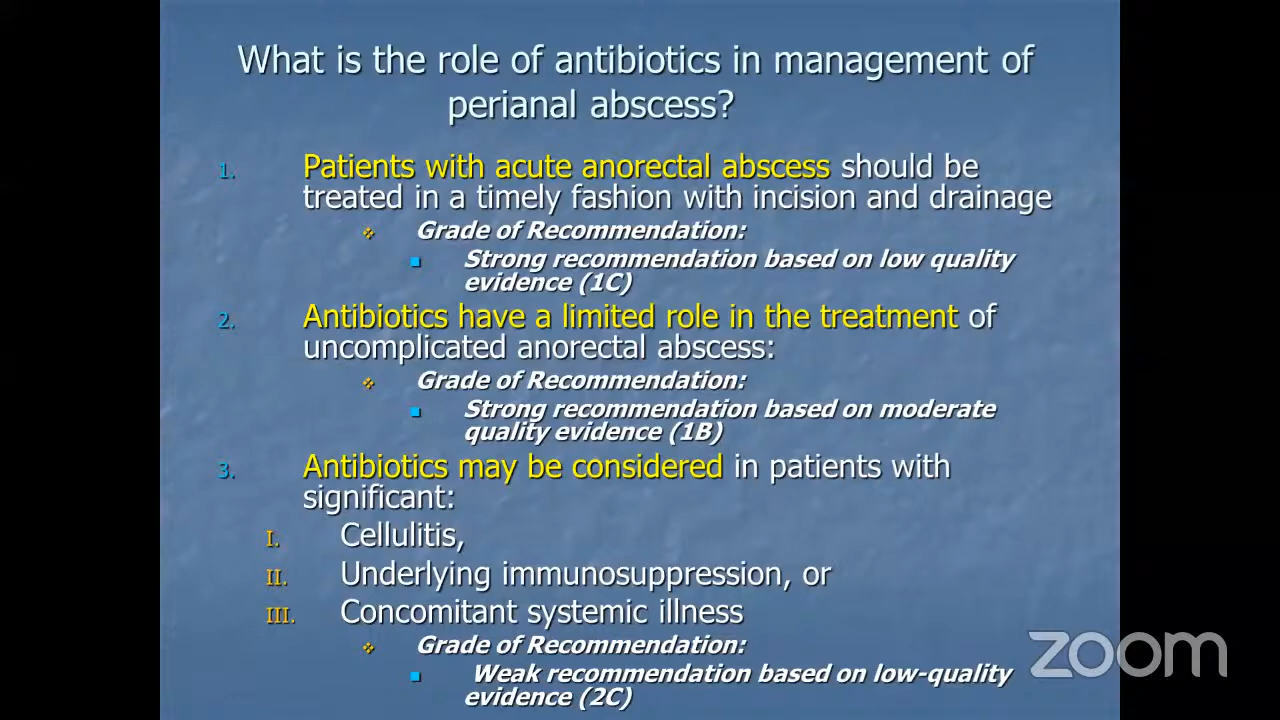 What is the role of antibiotics in management of
perianal abscess?
1. Patients with acute anorectal abscess should be
treated in a timely fashion with incision and drainage
Grade of Recommendation:
Strong recommendation based on low quality
evidence (1C)
2. Antibiotics have a limited role in the treatment of
uncomplicated anorectal abscess:
Grade of Recommendation:
Strong recommendation based on moderate
quality evidence (1B)
3. Antibiotics may be considered in patients with
significant:
I. Cellulitis,
II. Underlying immunosuppression, or
III. Concomitant systemic illness
Grade of Recommendation:
Weak recommendation based on low-quality
evidence (2C)
zoom